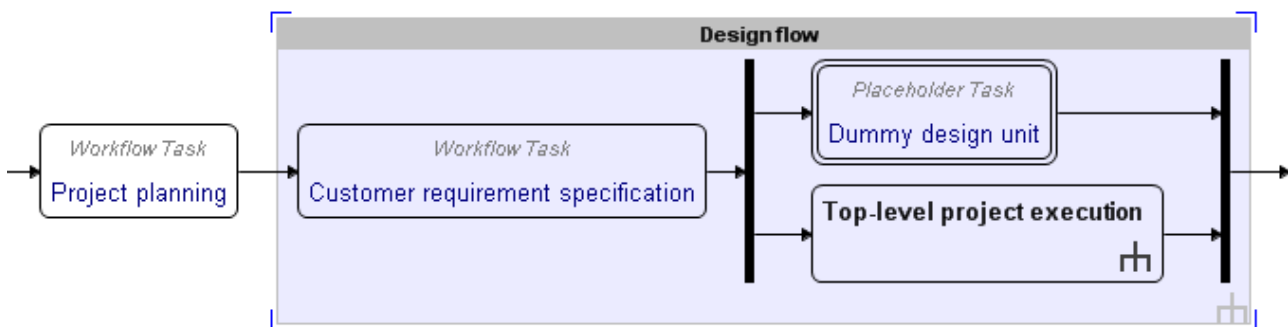 Design flow
Workflow Task
Project planning
Workflow Task
Customer requirement specification
Placeholder Task
Dummy design unit
Top-level project execution